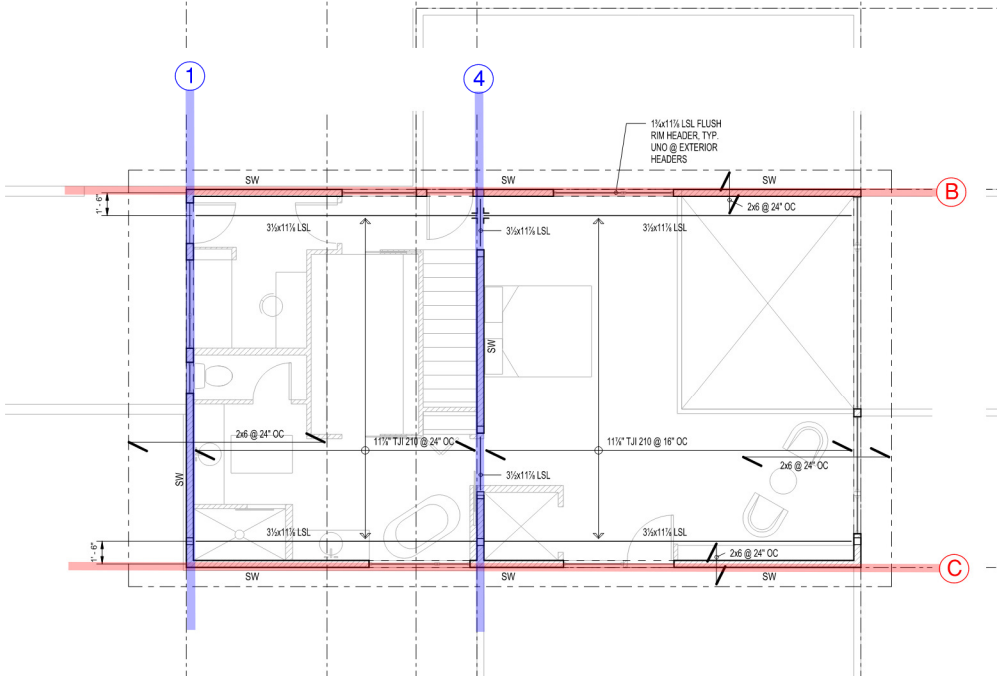 1
4
1¾x11⅞ LSL FLUSH
RIM HEADER, TYP.
UNO @ EXTERIOR
HEADERS
SW
SW
SW
B
1' - 6"
2x6 @ 24" OC
3½x11⅞ LSL
3½x11⅞ LSL
3½x11⅞ LSL
SW
2x6 @ 24" OC
11⅞" TJI 210 @ 24" OC
11⅞" TJI 210 @ 16" OC
2x6 @ 24" OC
SW
3½x11⅞ LSL
3½x11⅞ LSL
3½x11⅞ LSL
1' - 6"
2x6 @ 24" OC
SW
SW
SW
C